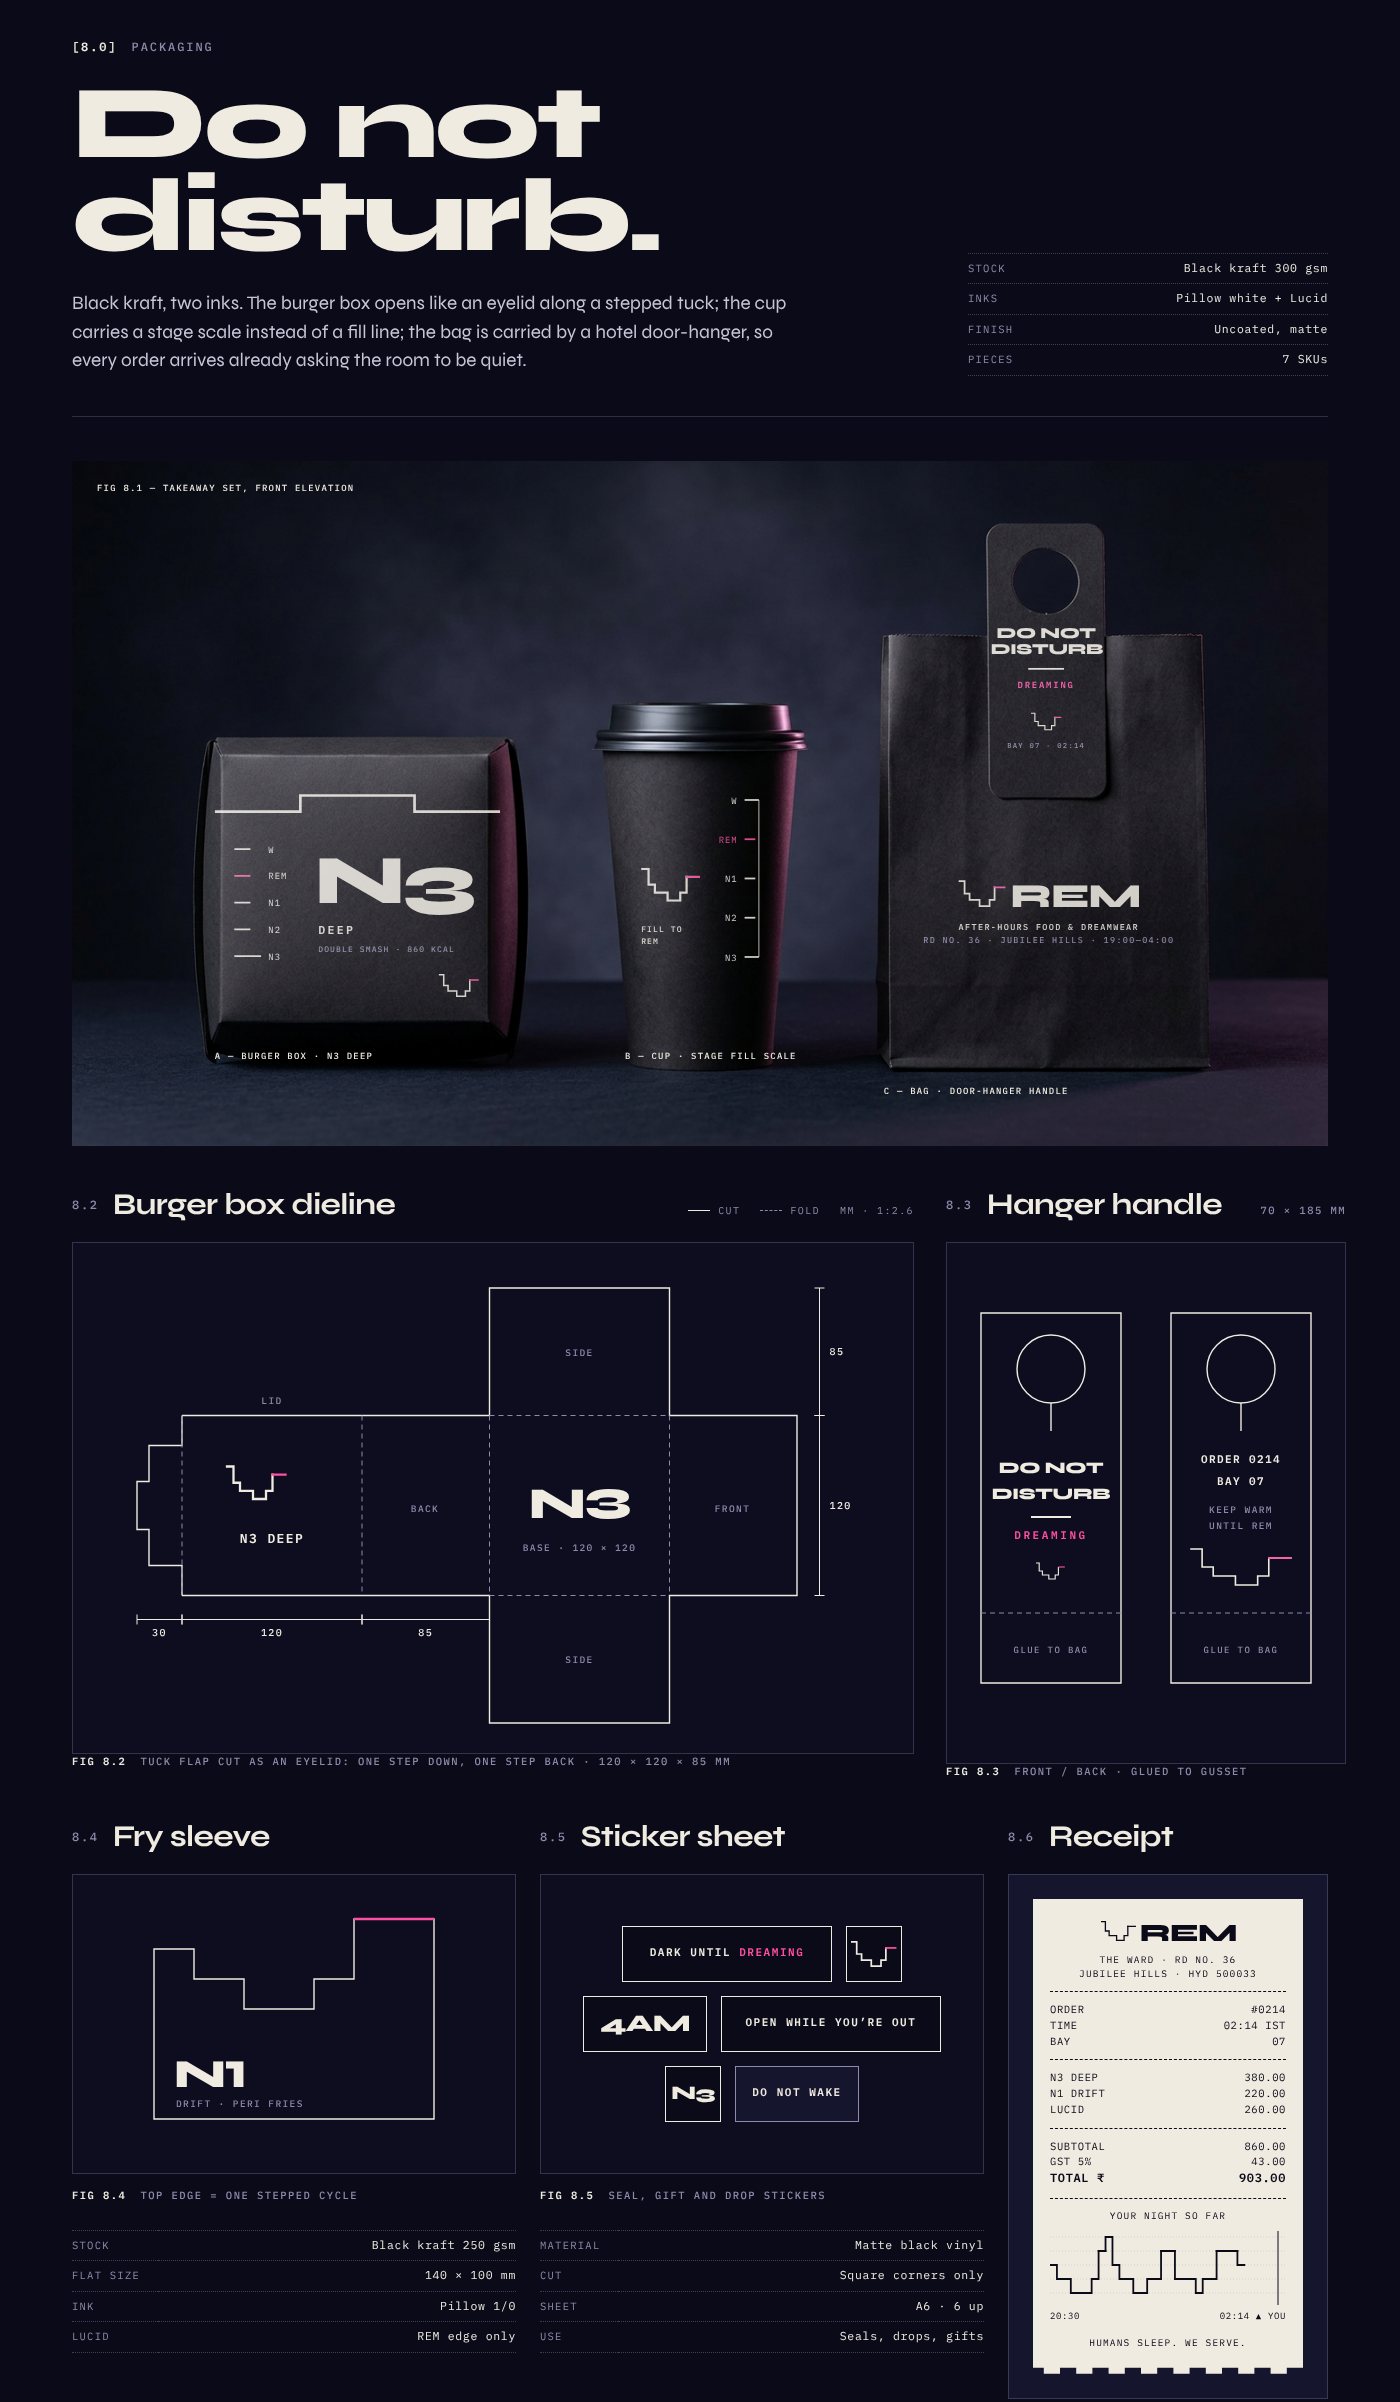 [8.0] PACKAGING
Do not
disturb.
Black kraft, two inks. The burger box opens like an eyelid along a stepped tuck; the cup
carries a stage scale instead of a fill line; the bag is carried by a hotel door-hanger, so
every order arrives already asking the room to be quiet.
STOCK Black kraft 300 gsm
INKS Pillow white + Lucid
FINISH Uncoated, matte
PIECES 7 SKUs
FIG 8.1 — TAKEAWAY SET, FRONT ELEVATION
W
REM
N1
N2
N3
N3
DEEP
DOUBLE SMASH · 860 KCAL
A — BURGER BOX · N3 DEEP
W
REM
N1
N2
N3
FILL TO
REM
B — CUP · STAGE FILL SCALE
DO NOT
DISTURB
DREAMING
BAY 07 · 02:14
REM
AFTER-HOURS FOOD & DREAMWEAR
RD NO. 36 · JUBILEE HILLS · 19:00—04:00
C — BAG · DOOR-HANGER HANDLE
8.2 Burger box dieline
CUT FOLD MM · 1:2.6
SIDE
85
LID
N3 DEEP
BACK
N3
BASE · 120 × 120
FRONT
120
30
120
85
SIDE
FIG 8.2 TUCK FLAP CUT AS AN EYELID: ONE STEP DOWN, ONE STEP BACK · 120 × 120 × 85 MM
8.3 Hanger handle 70 × 185 MM
DO NOT
DISTURB
DREAMING
GLUE TO BAG
ORDER 0214
BAY 07
KEEP WARM
UNTIL REM
GLUE TO BAG
FIG 8.3 FRONT / BACK · GLUED TO GUSSET
8.4 Fry sleeve
N1
DRIFT · PERI FRIES
FIG 8.4 TOP EDGE = ONE STEPPED CYCLE
STOCK Black kraft 250 gsm
FLAT SIZE 140 × 100 mm
INK Pillow 1/0
LUCID REM edge only
8.5 Sticker sheet
DARK UNTIL DREAMING
4AM
OPEN WHILE YOU’RE OUT
N3
DO NOT WAKE
FIG 8.5 SEAL, GIFT AND DROP STICKERS
MATERIAL Matte black vinyl
CUT Square corners only
SHEET A6 · 6 up
USE Seals, drops, gifts
8.6 Receipt
REM
THE WARD · RD NO. 36
JUBILEE HILLS · HYD 500033
ORDER #0214
TIME 02:14 IST
BAY 07
N3 DEEP 380.00
N1 DRIFT 220.00
LUCID 260.00
SUBTOTAL 860.00
GST 5% 43.00
TOTAL ₹ 903.00
YOUR NIGHT SO FAR
20:30 02:14 ▲ YOU
HUMANS SLEEP. WE SERVE.